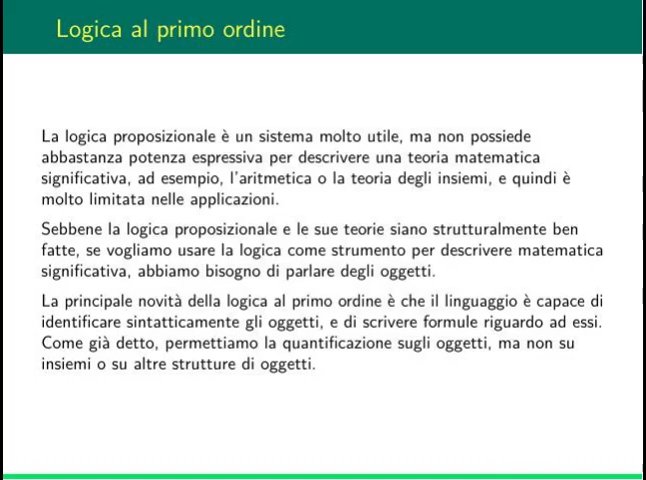 Logica al primo ordine
La logica proposizionale è un sistema molto utile, ma non possiede
abbastanza potenza espressiva per descrivere una teoria matematica
significativa, ad esempio, l'aritmetica o la teoria degli insiemi, e quindi è
molto limitata nelle applicazioni.
Sebbene la logica proposizionale e le sue teorie siano strutturalmente ben
fatte, se vogliamo usare la logica come strumento per descrivere matematica
significativa, abbiamo bisogno di parlare degli oggetti.
La principale novità della logica al primo ordine è che il linguaggio è capace di
identificare sintatticamente gli oggetti, e di scrivere formule riguardo ad essi.
Come già detto, permettiamo la quantificazione sugli oggetti, ma non su
insiemi o su altre strutture di oggetti.